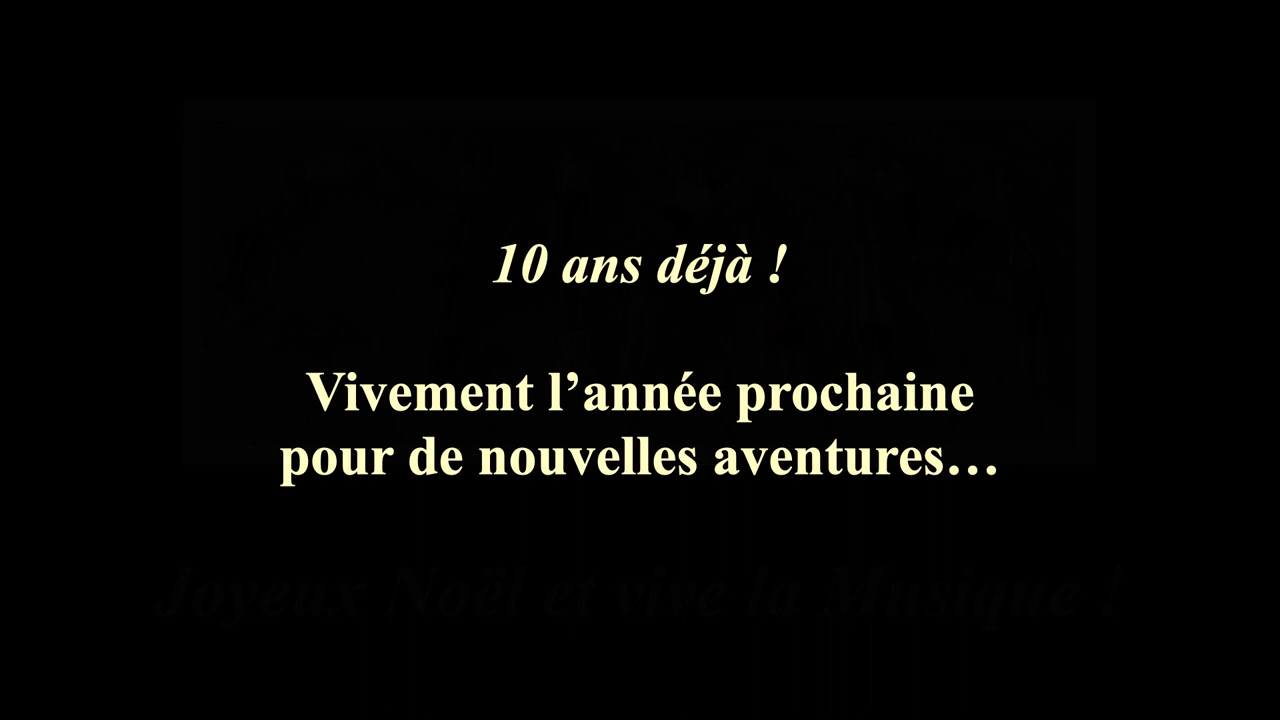 10 ans déjà !
Vivement l’année prochaine
pour de nouvelles aventures…
Joyeux Noël et vive la Musique !